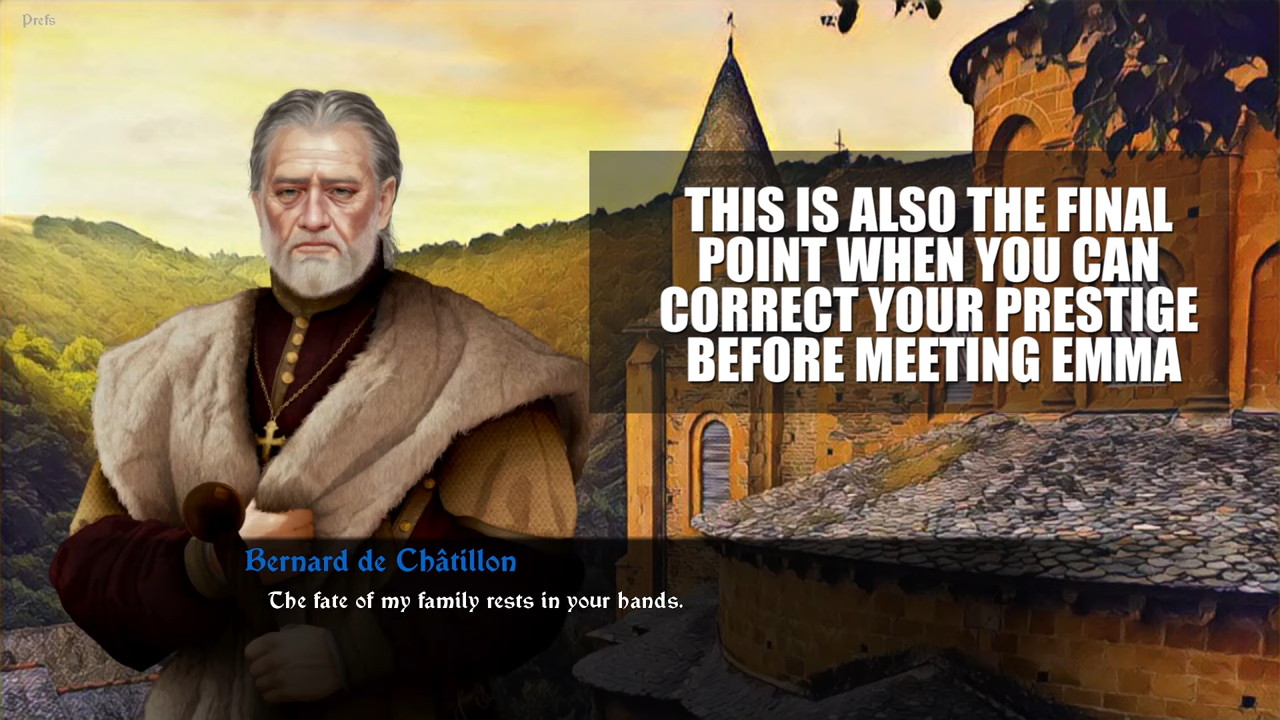 Prefs
THIS IS ALSO THE FINAL
POINT WHEN YOU CAN
CORRECT YOUR PRESTIGE
BEFORE MEETING EMMA
Bernard de Châtillon
The fate of my family rests in your hands.